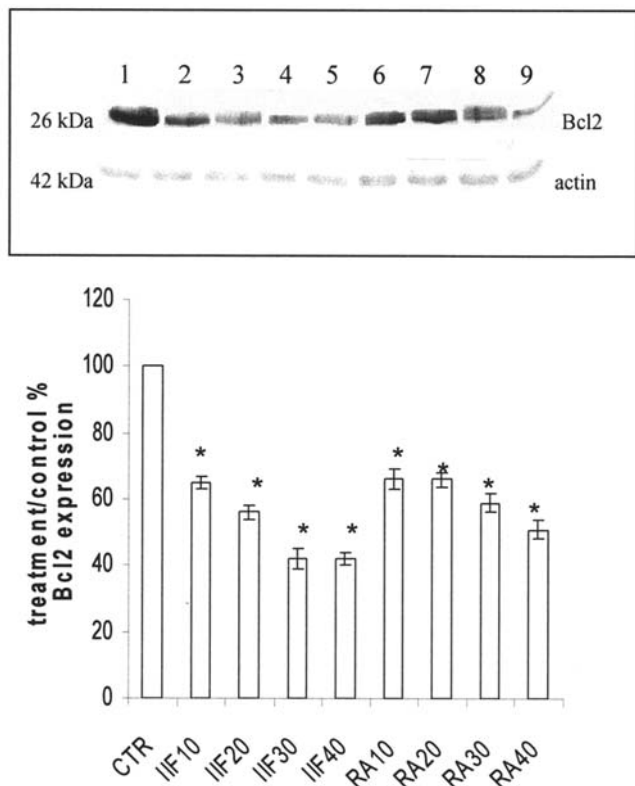 1 2 3 4 5 6 7 8 9
26 kDa Bcl2
42 kDa actin
treatment/control %
Bcl2 expression
120
100
80
60
40
20
0
* * * * * * * *
CTR IIF10 IIF20 IIF30 IIF40 RA10 RA20 RA30 RA40